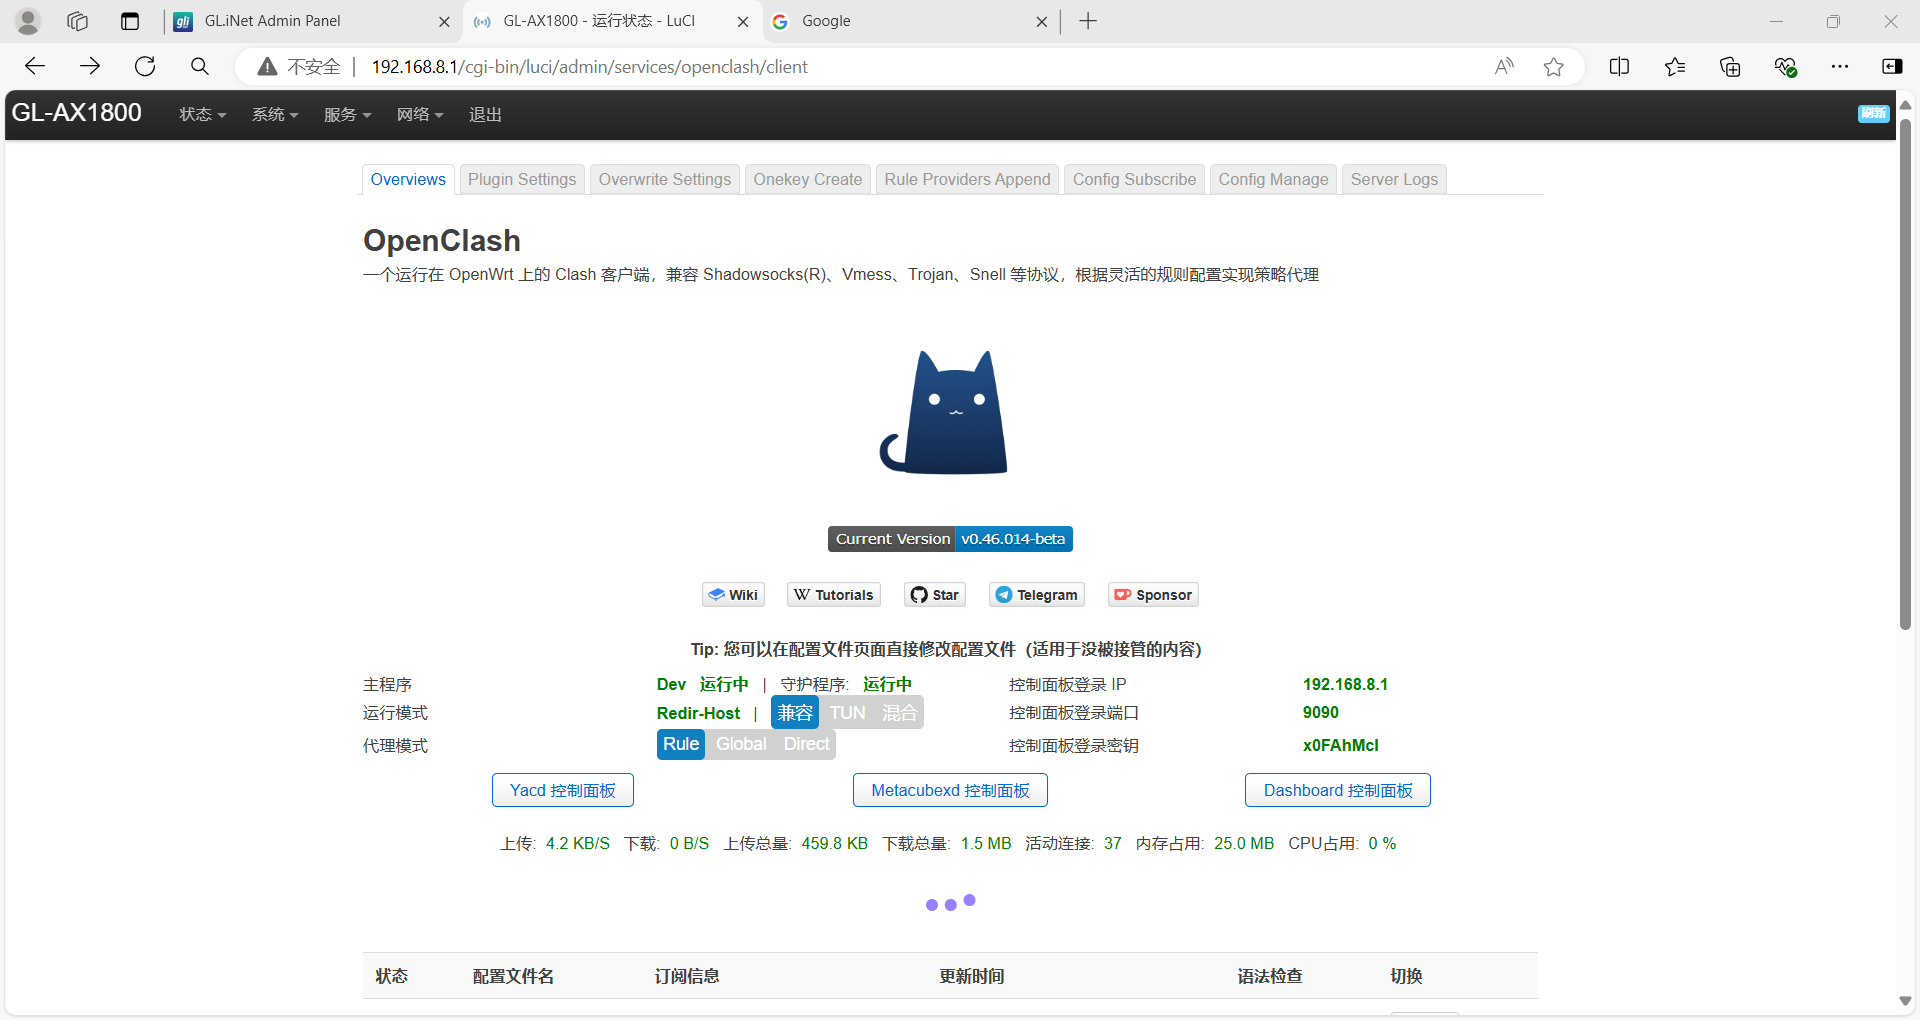 GL.iNet Admin Panel
GL-AX1800 - 运行状态 - LuCI
Google
不安全 | 192.168.8.1/cgi-bin/luci/admin/services/openclash/client
GL-AX1800 状态 系统 服务 网络 退出 刷新
Overviews Plugin Settings Overwrite Settings Onekey Create Rule Providers Append Config Subscribe Config Manage Server Logs
OpenClash
一个运行在 OpenWrt 上的 Clash 客户端，兼容 Shadowsocks(R)、Vmess、Trojan、Snell 等协议，根据灵活的规则配置实现策略代理
Current Version v0.46.014-beta
Wiki Tutorials Star Telegram Sponsor
Tip: 您可以在配置文件页面直接修改配置文件（适用于没被接管的内容）
主程序 Dev 运行中 | 守护程序: 运行中 控制面板登录 IP 192.168.8.1
运行模式 Redir-Host | 兼容 TUN 混合 控制面板登录端口 9090
代理模式 Rule Global Direct 控制面板登录密钥 x0FAhMcI
Yacd 控制面板 Metacubexd 控制面板 Dashboard 控制面板
上传: 4.2 KB/S 下载: 0 B/S 上传总量: 459.8 KB 下载总量: 1.5 MB 活动连接: 37 内存占用: 25.0 MB CPU占用: 0 %
状态 配置文件名 订阅信息 更新时间 语法检查 切换